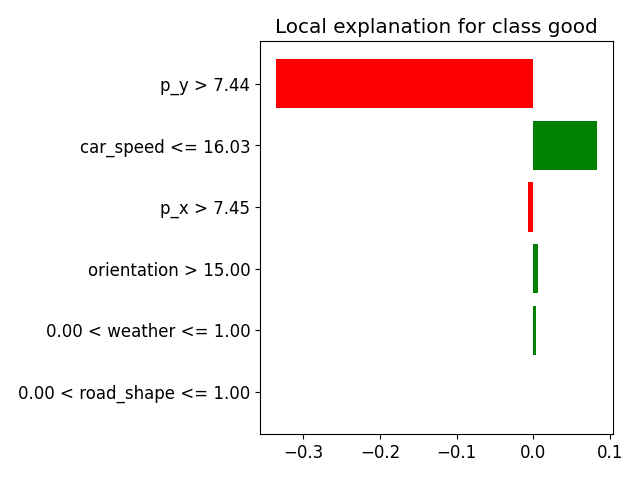 Local explanation for class good
p_y > 7.44
car_speed <= 16.03
p_x > 7.45
orientation > 15.00
0.00 < weather <= 1.00
0.00 < road_shape <= 1.00
−0.3 −0.2 −0.1 0.0 0.1